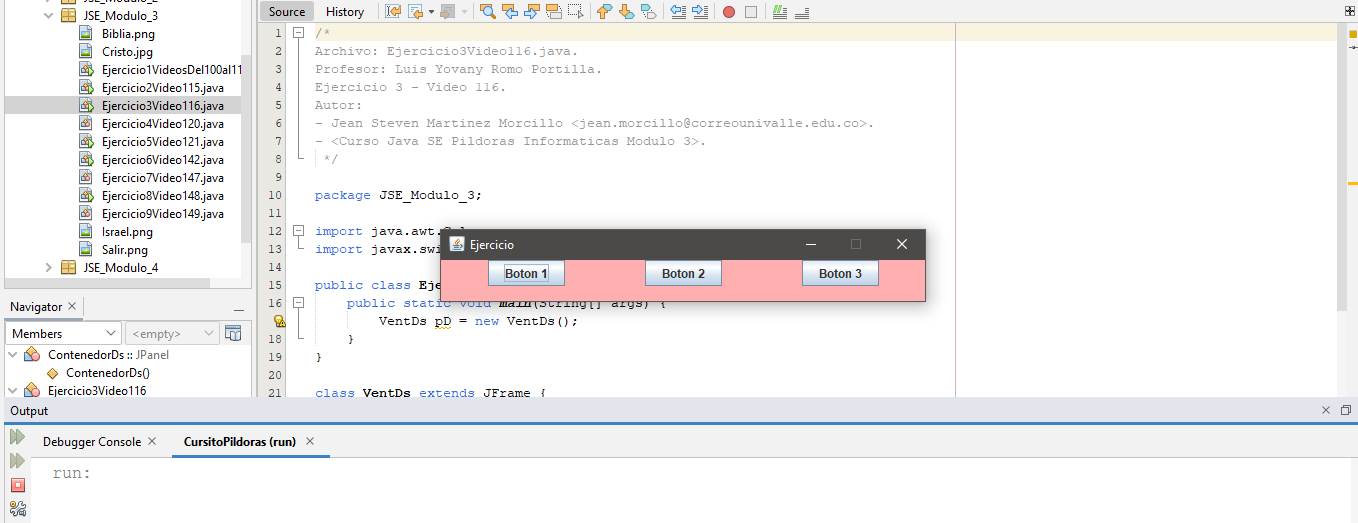 JSE_Modulo_3
Biblia.png
Cristo.jpg
Ejercicio1VideosDel100al11
Ejercicio2Video115.java
Ejercicio3Video116.java
Ejercicio4Video120.java
Ejercicio5Video121.java
Ejercicio6Video142.java
Ejercicio7Video147.java
Ejercicio8Video148.java
Ejercicio9Video149.java
Israel.png
Salir.png
JSE_Modulo_4
Navigator
Members
<empty>
ContenedorDs :: JPanel
ContenedorDs()
Ejercicio3Video116
Source History
1 /*
2 Archivo: Ejercicio3Video116.java.
3 Profesor: Luis Yovany Romo Portilla.
4 Ejercicio 3 - Video 116.
5 Autor:
6 - Jean Steven Martinez Morcillo <jean.morcillo@correounivalle.edu.co>.
7 - <Curso Java SE Pildoras Informaticas Modulo 3>.
8 */
9
10 package JSE_Modulo_3;
11
12 import java.awt.
13 import javax.swi
14
15 public class Eje
16 public static void main(String[] args) {
VentDs pD = new VentDs();
18 }
19 }
20
21 class VentDs extends JFrame {
Ejercicio
Boton 1 Boton 2 Boton 3
Output
Debugger Console CursitoPildoras (run)
run: